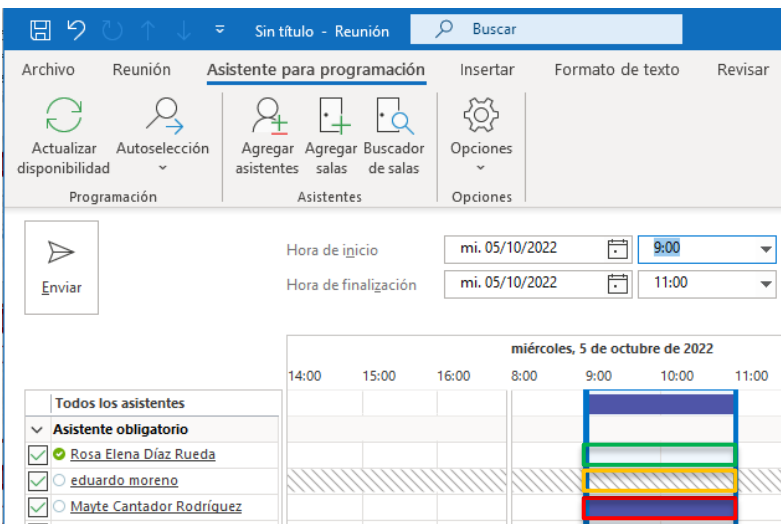 Sin título - Reunión
Buscar
Archivo Reunión Asistente para programación Insertar Formato de texto Revisar
Actualizar disponibilidad
Autoselección
Agregar asistentes
Agregar salas
Buscador de salas
Opciones
Programación Asistentes Opciones
Enviar
Hora de inicio mi. 05/10/2022 9:00
Hora de finalización mi. 05/10/2022 11:00
miércoles, 5 de octubre de 2022
14:00 15:00 16:00 8:00 9:00 10:00 11:00
Todos los asistentes
Asistente obligatorio
Rosa Elena Díaz Rueda
eduardo moreno
Mayte Cantador Rodríguez